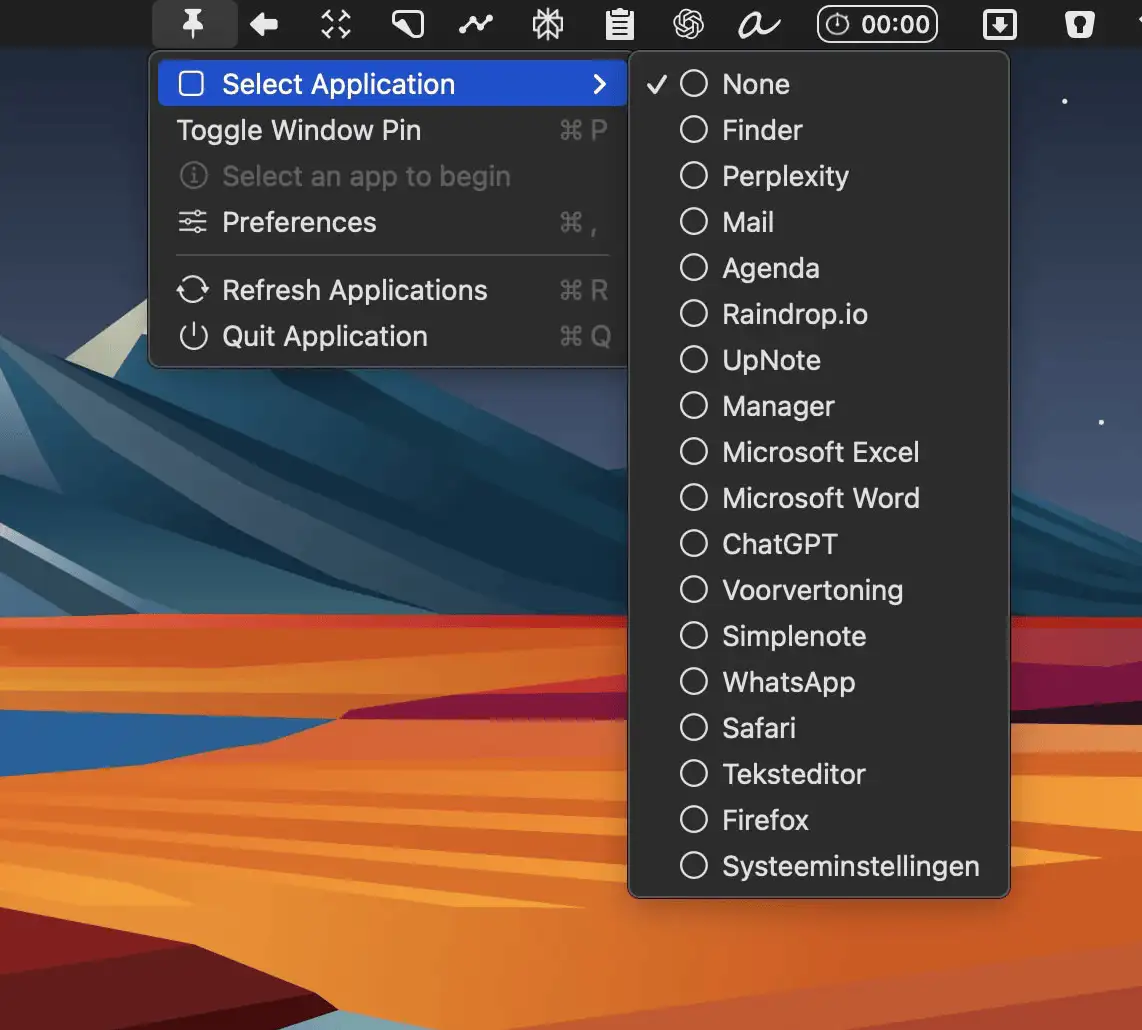 00:00
Select Application
Toggle Window Pin ⌘ P
Select an app to begin
Preferences ⌘ ,
Refresh Applications ⌘ R
Quit Application ⌘ Q
None
Finder
Perplexity
Mail
Agenda
Raindrop.io
UpNote
Manager
Microsoft Excel
Microsoft Word
ChatGPT
Voorvertoning
Simplenote
WhatsApp
Safari
Teksteditor
Firefox
Systeeminstellingen